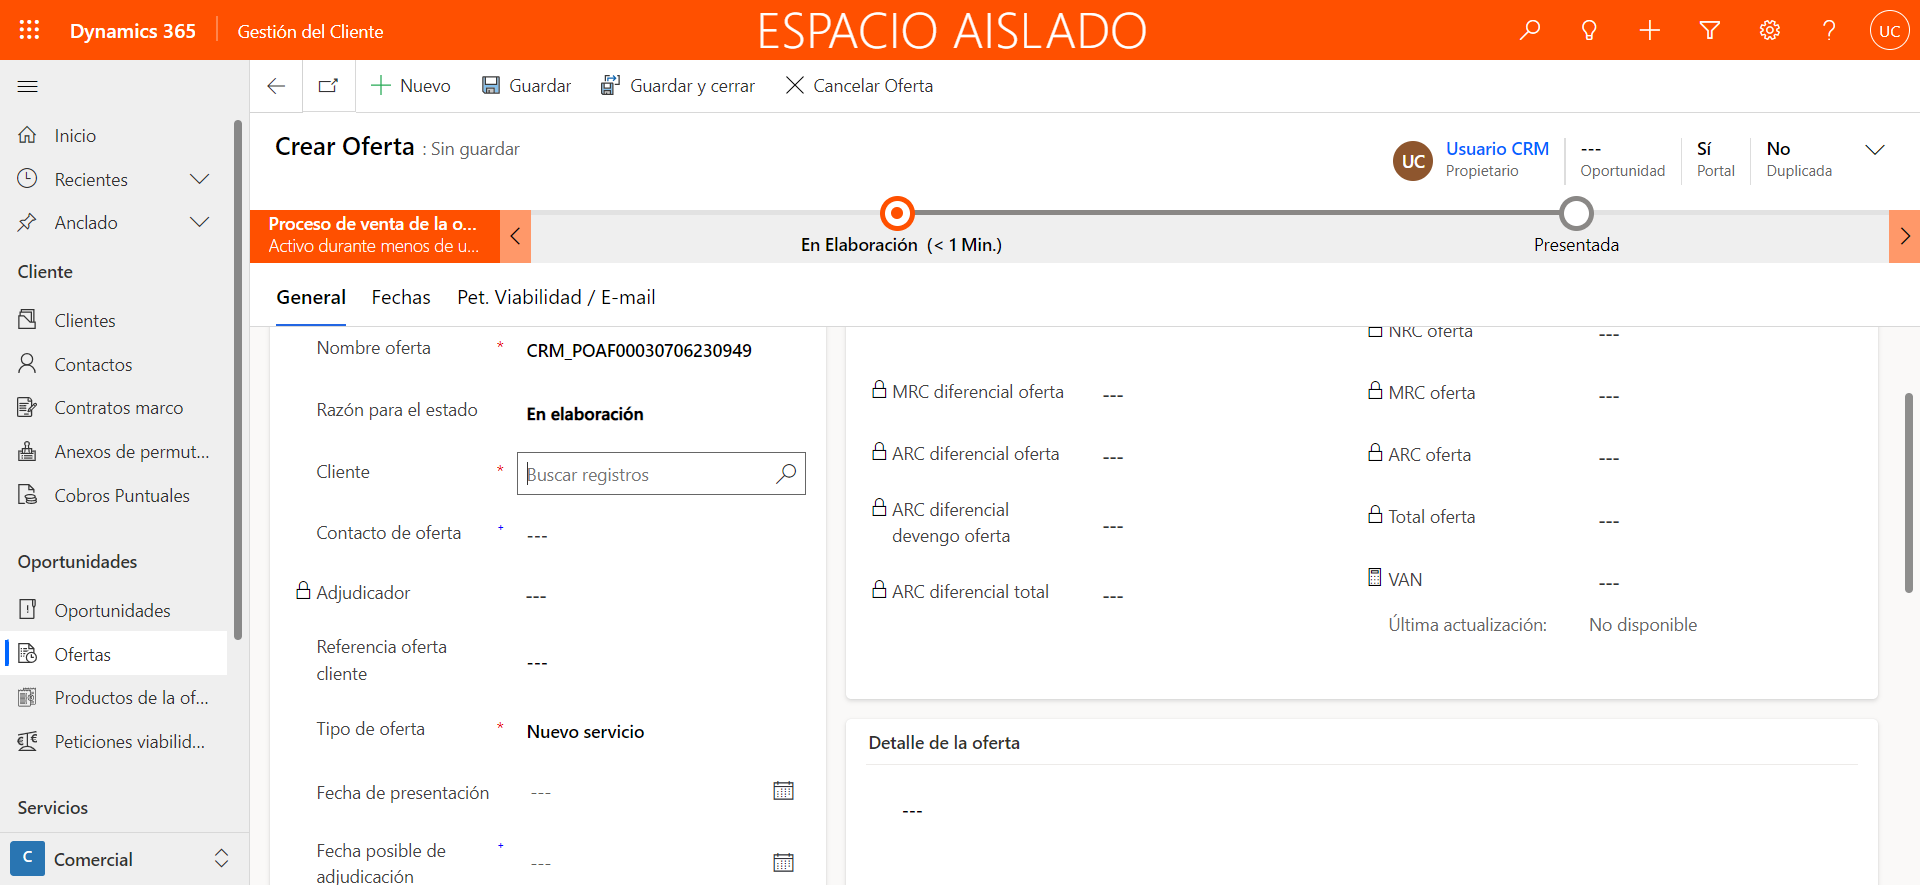 Dynamics 365
Gestión del Cliente
ESPACIO AISLADO
UC
Nuevo
Guardar
Guardar y cerrar
Cancelar Oferta
Inicio
Recientes
Anclado
Cliente
Clientes
Contactos
Contratos marco
Anexos de permut...
Cobros Puntuales
Oportunidades
Oportunidades
Ofertas
Productos de la of...
Peticiones viabilid...
Servicios
C
Comercial
Crear Oferta : Sin guardar
UC
Usuario CRM
Propietario
---
Oportunidad
Sí
Portal
No
Duplicada
Proceso de venta de la o...
Activo durante menos de u...
En Elaboración (< 1 Min.)
Presentada
General
Fechas
Pet. Viabilidad / E-mail
Nombre oferta * CRM_POAF00030706230949
Razón para el estado En elaboración
Cliente * Buscar registros
Contacto de oferta + ---
Adjudicador ---
Referencia oferta
cliente
---
Tipo de oferta * Nuevo servicio
Fecha de presentación ---
Fecha posible de
adjudicación
+ ---
MRC diferencial oferta ---
ARC diferencial oferta ---
ARC diferencial
devengo oferta
---
ARC diferencial total ---
NRC oferta ---
MRC oferta ---
ARC oferta ---
Total oferta ---
VAN ---
Última actualización: No disponible
Detalle de la oferta
---